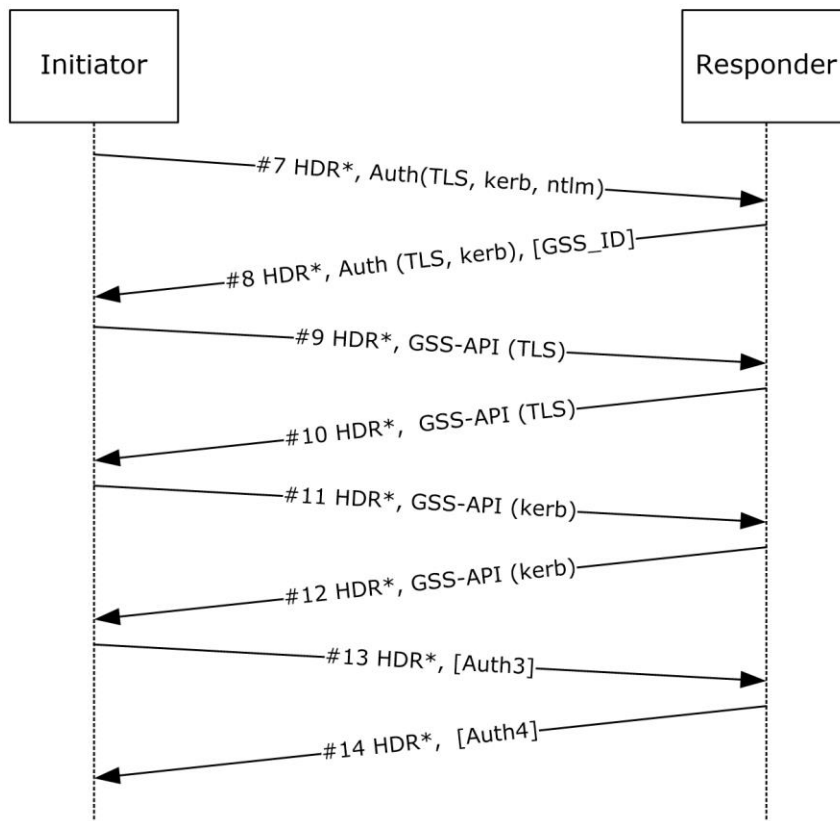 Initiator
Responder
#7 HDR*, Auth(TLS, kerb, ntlm)
#8 HDR*, Auth (TLS, kerb), [GSS_ID]
#9 HDR*, GSS-API (TLS)
#10 HDR*, GSS-API (TLS)
#11 HDR*, GSS-API (kerb)
#12 HDR*, GSS-API (kerb)
#13 HDR*, [Auth3]
#14 HDR*, [Auth4]